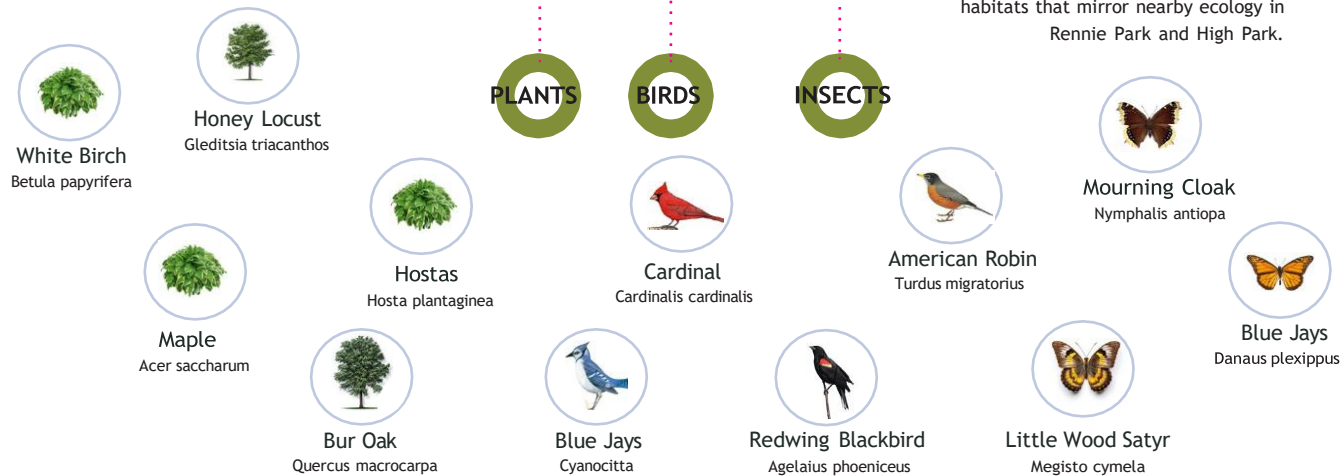 habitats that mirror nearby ecology in
Rennie Park and High Park.
PLANTS
BIRDS
INSECTS
White Birch
Betula papyrifera
Honey Locust
Gleditsia triacanthos
Maple
Acer saccharum
Hostas
Hosta plantaginea
Bur Oak
Quercus macrocarpa
Cardinal
Cardinalis cardinalis
Blue Jays
Cyanocitta
American Robin
Turdus migratorius
Redwing Blackbird
Agelaius phoeniceus
Mourning Cloak
Nymphalis antiopa
Blue Jays
Danaus plexippus
Little Wood Satyr
Megisto cymela